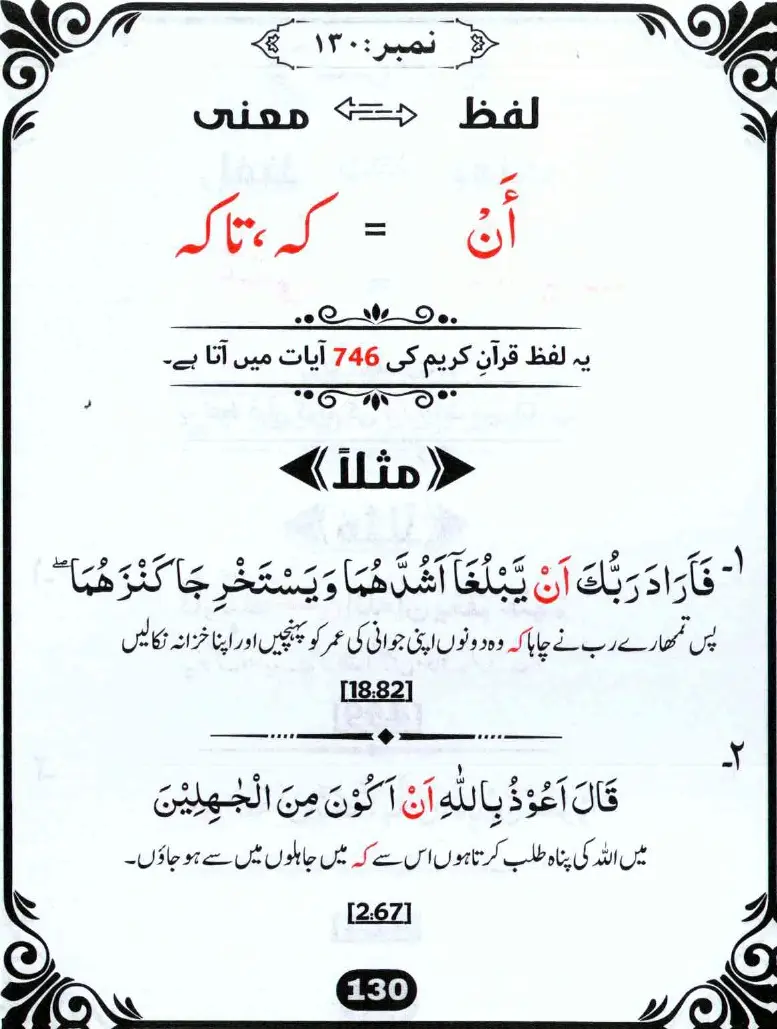 نمبر: ۱۳۰
لفظ ⇐⇒ معنی
أَنْ = کہ، تاکہ
یہ لفظ قرآنِ کریم کی 746 آیات میں آتا ہے۔
مثلاً
۱- فَاَرَادَ رَبُّكَ اَنْ يَّبْلُغَآ اَشُدَّهُمَا وَيَسْتَخْرِجَا كَنْزَهُمَا ۖ
پس تمھارے رب نے چاہا کہ وہ دونوں اپنی جوانی کی عمر کو پہنچیں اور اپنا خزانہ نکالیں
[18:82]
۲-
قَالَ اَعُوْذُ بِاللّٰهِ اَنْ اَكُوْنَ مِنَ الْجٰهِلِيْنَ
میں اللہ کی پناہ طلب کرتا ہوں اس سے کہ میں جاہلوں میں سے ہو جاؤں۔
[2:67]
130